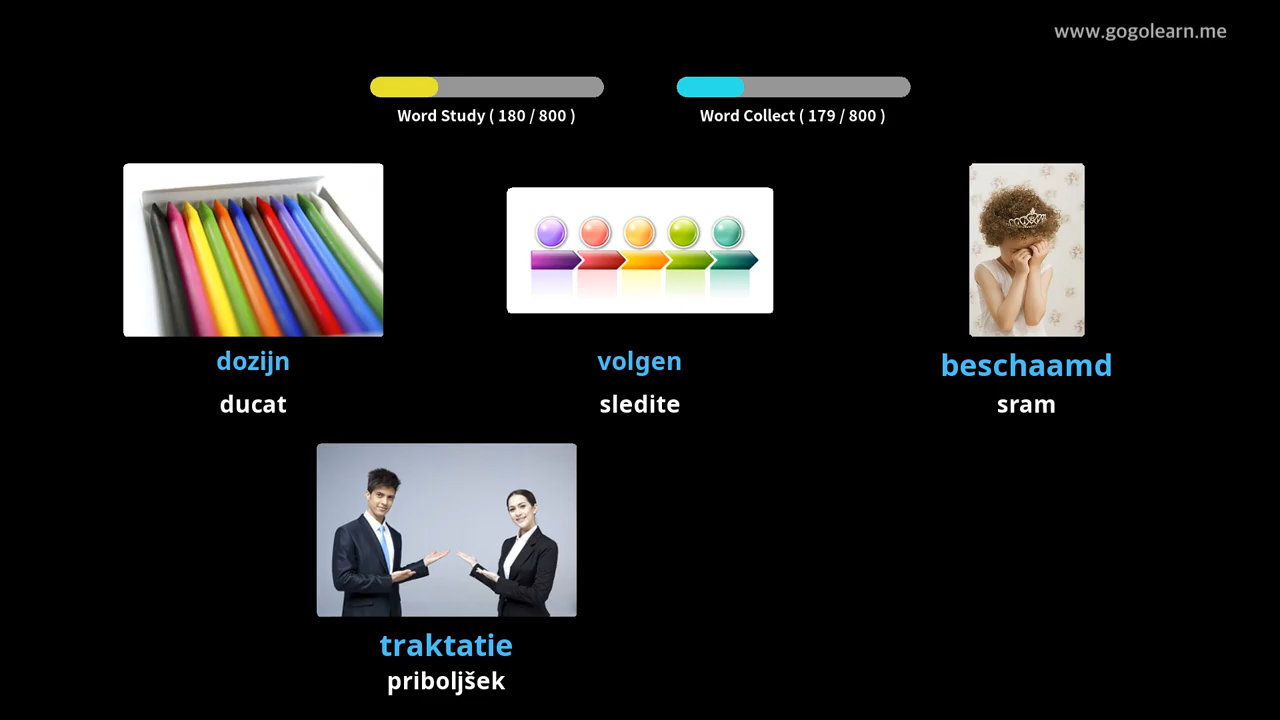 www.gogolearn.me
Word Study ( 180 / 800 )
Word Collect ( 179 / 800 )
dozijn
ducat
volgen
sledite
beschaamd
sram
traktatie
priboljšek